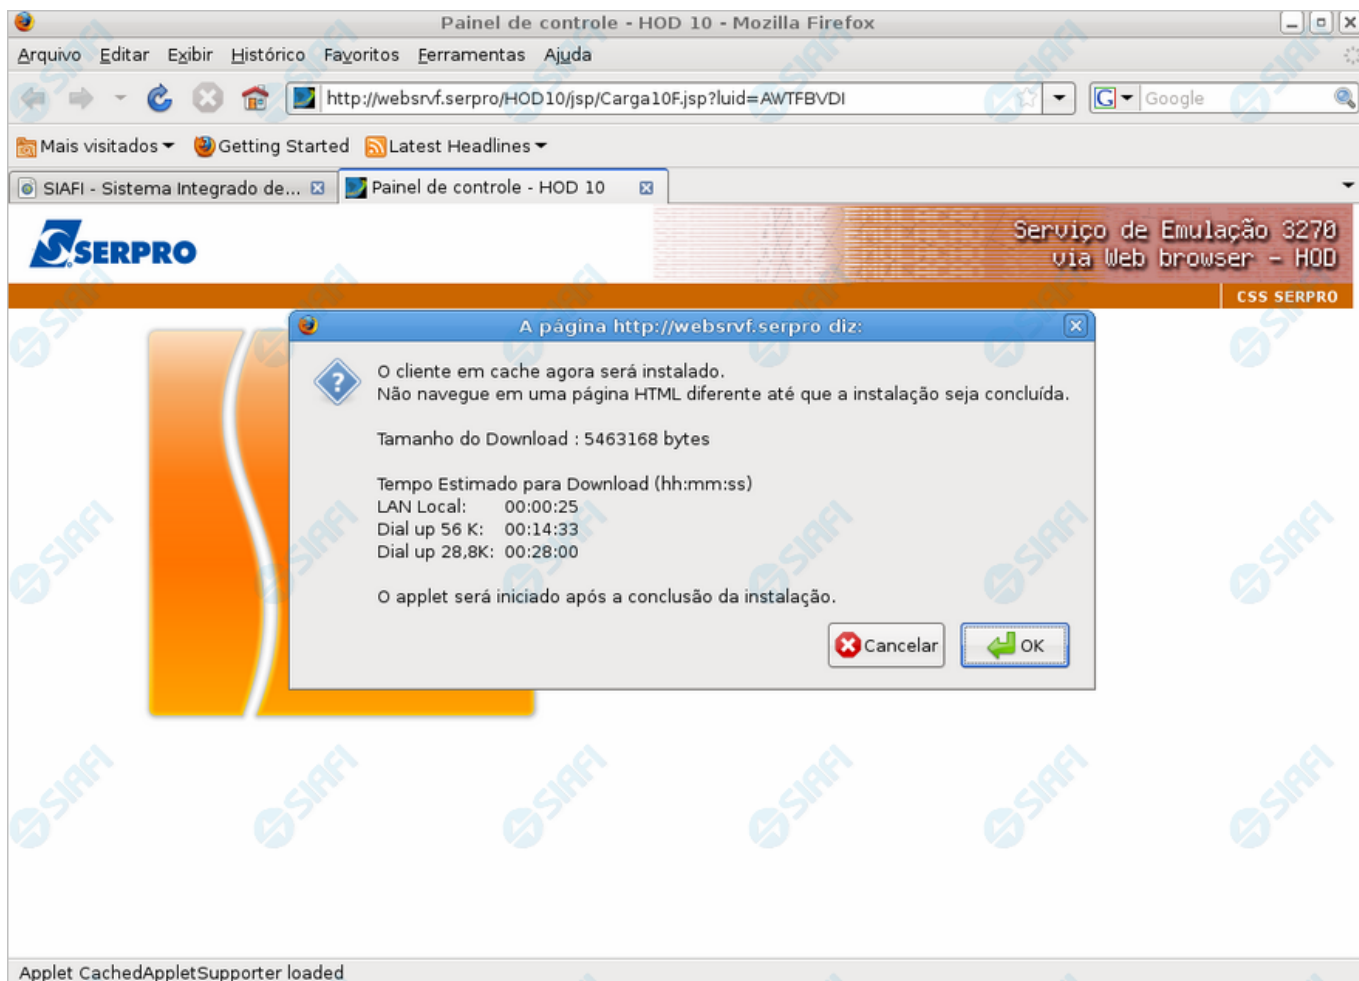 Painel de controle - HOD 10 - Mozilla Firefox
Arquivo Editar Exibir Histórico Favoritos Ferramentas Ajuda
http://websrvf.serpro/HOD10/jsp/Carga10F.jsp?luid=AWTFBVDI
G Google
Mais visitados Getting Started Latest Headlines
SIAFI - Sistema Integrado de... Painel de controle - HOD 10
SERPRO
Serviço de Emulação 3270
via Web browser - HOD
CSS SERPRO
A página http://websrvf.serpro diz:
O cliente em cache agora será instalado.
Não navegue em uma página HTML diferente até que a instalação seja concluída.
Tamanho do Download : 5463168 bytes
Tempo Estimado para Download (hh:mm:ss)
LAN Local: 00:00:25
Dial up 56 K: 00:14:33
Dial up 28,8K: 00:28:00
O applet será iniciado após a conclusão da instalação.
Cancelar OK
SIAFI SIAFI SIAFI SIAFI SIAFI
Applet CachedAppletSupporter loaded